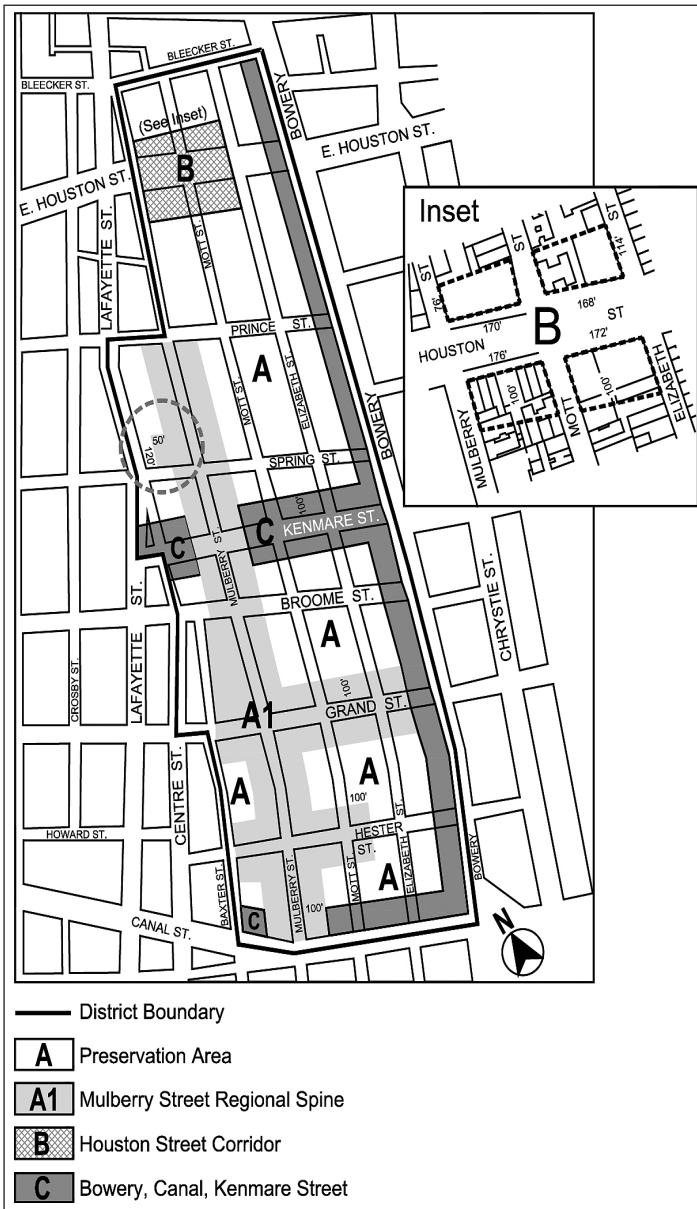 BLEECKER ST.
BLEECKER ST.
(See Inset)
BOWERY
E. HOUSTON ST.
B
E. HOUSTON ST.
LAFAYETTE ST.
MOTT ST.
Inset
ST
ST
ST
76'
114'
170'
B
168'
ST
HOUSTON
176'
172'
100'
100'
MULBERRY
MOTT
ELIZABETH
PRINCE ST.
A
MOTT ST.
ELIZABETH ST.
BOWERY
50'
120'
SPRING ST.
100'
C
C
KENMARE ST.
MULBERRY ST.
LAFAYETTE ST.
BROOME ST.
A
CHRYSTIE ST.
CROSBY ST.
100'
A1
GRAND ST.
CENTRE ST.
A
A
100'
HOWARD ST.
HESTER ST.
BAXTER ST.
MULBERRY ST.
MOTT ST.
ELIZABETH ST.
A
BOWERY
C
100'
CANAL ST.
N
District Boundary
A Preservation Area
A1 Mulberry Street Regional Spine
B Houston Street Corridor
C Bowery, Canal, Kenmare Street